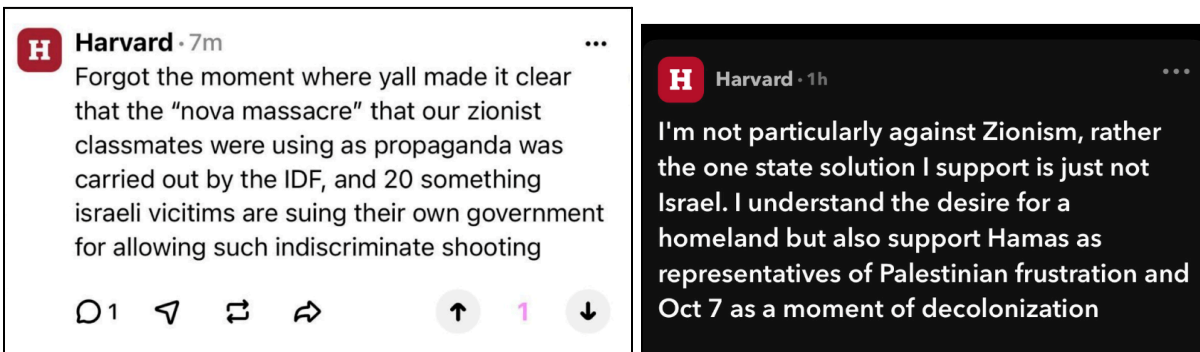 H Harvard · 7m
Forgot the moment where yall made it clear
that the “nova massacre” that our zionist
classmates were using as propaganda was
carried out by the IDF, and 20 something
israeli vicitims are suing their own government
for allowing such indiscriminate shooting
1 1
H Harvard · 1h
I'm not particularly against Zionism, rather
the one state solution I support is just not
Israel. I understand the desire for a
homeland but also support Hamas as
representatives of Palestinian frustration and
Oct 7 as a moment of decolonization